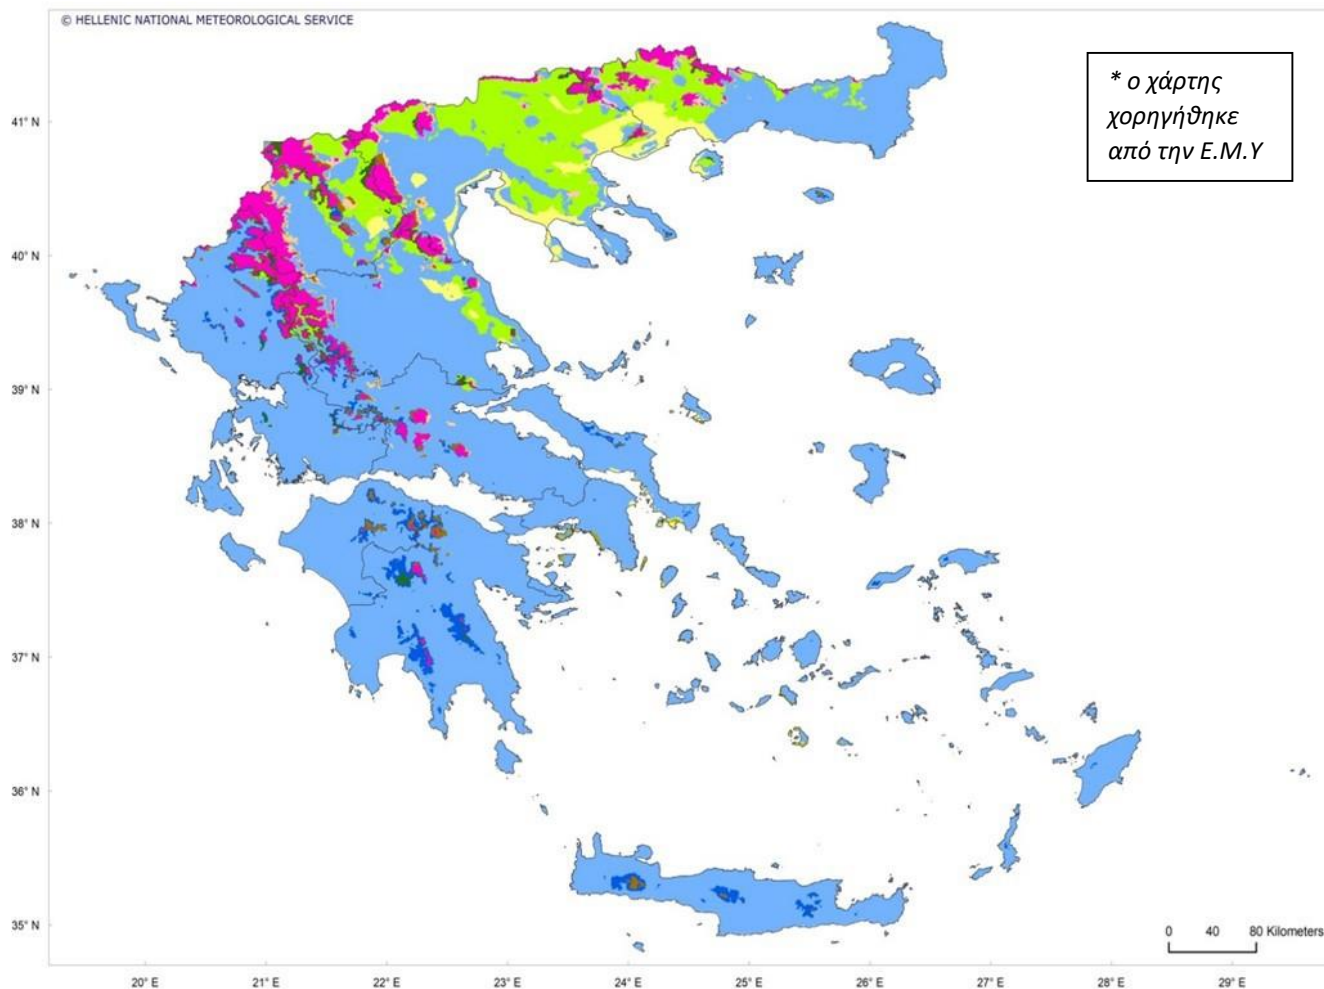 © HELLENIC NATIONAL METEOROLOGICAL SERVICE
* ο χάρτης
χορηγήθηκε
από την Ε.Μ.Υ
41° N
40° N
39° N
38° N
37° N
36° N
35° N
0 40 80 Kilometers
20° E 21° E 22° E 23° E 24° E 25° E 26° E 27° E 28° E 29° E